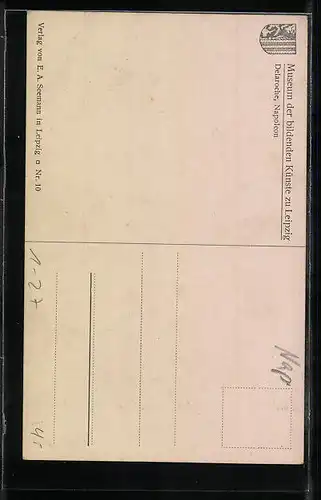 Museum der bildenden Künste zu Leipzig
Delaroche, Napoleon
Verlag von E. A. Seemann in Leipzig ¤ Nr. 10
Nap
1-27